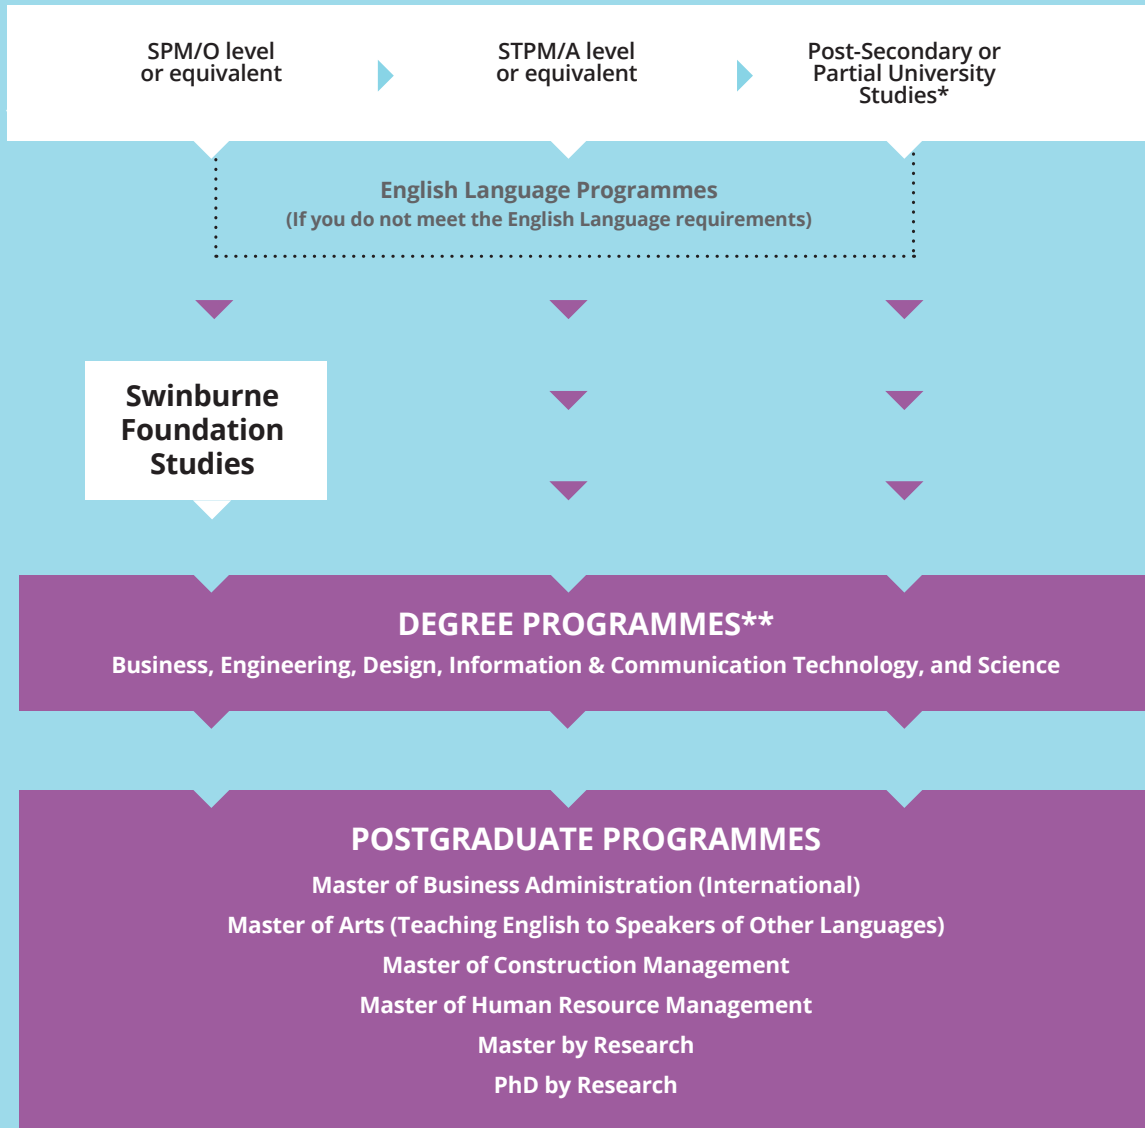 SPM/O level
or equivalent
STPM/A level
or equivalent
Post-Secondary or
Partial University
Studies*
English Language Programmes
(If you do not meet the English Language requirements)
Swinburne
Foundation
Studies
DEGREE PROGRAMMES**
Business, Engineering, Design, Information & Communication Technology, and Science
POSTGRADUATE PROGRAMMES
Master of Business Administration (International)
Master of Arts (Teaching English to Speakers of Other Languages)
Master of Construction Management
Master of Human Resource Management
Master by Research
PhD by Research